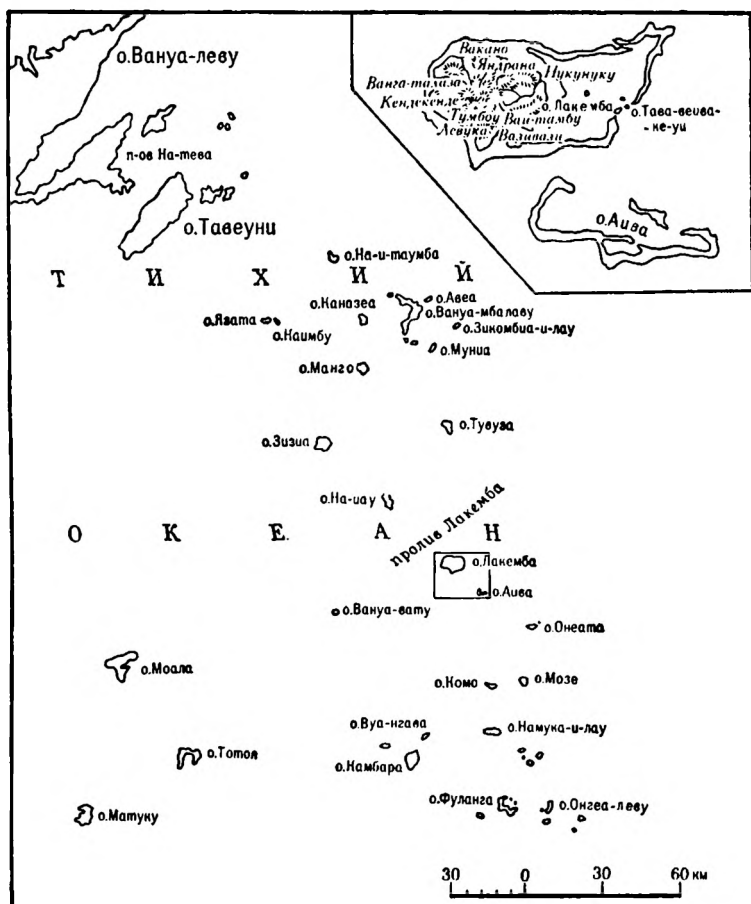 о.Вануа-леву
п-ов На-тева
о.Тавеуни
Вакано
Яндрана
Нукунуку
Ванга-талаза
Кендекенде
о.Лакемба
о.Тава-веива-
-ке-уи
Тумбоу
Ваи-тамбу
Левука
Валивали
о.Аива
о.На-и-таумба
Т И Х И Й
о.Каназеа
о.Авеа
о.Вануа-мбалаву
о.Язата
о.Каимбу
о.Зикомбиа-и-лау
о.Муниа
о.Манго
о.Тувуза
о.Зизиа
о.На-иау
пролив Лакемба
О К Е А Н
о.Лакемба
о.Аива
о.Вануа-вату
о.Онеата
о.Моала
о.Комо
о.Мозе
о.Вуа-нгава
о.Намука-и-лау
о.Тотоя
о.Камбара
о.Фуланга
о.Онгеа-леву
о.Матуку
30 0 30 60 км